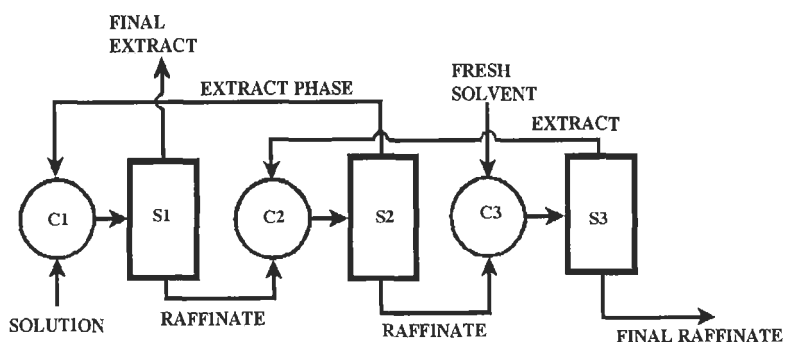 FINAL
EXTRACT
EXTRACT PHASE
FRESH
SOLVENT
EXTRACT
C1
S1
C2
S2
C3
S3
SOLUTION
RAFFINATE
RAFFINATE
FINAL RAFFINATE